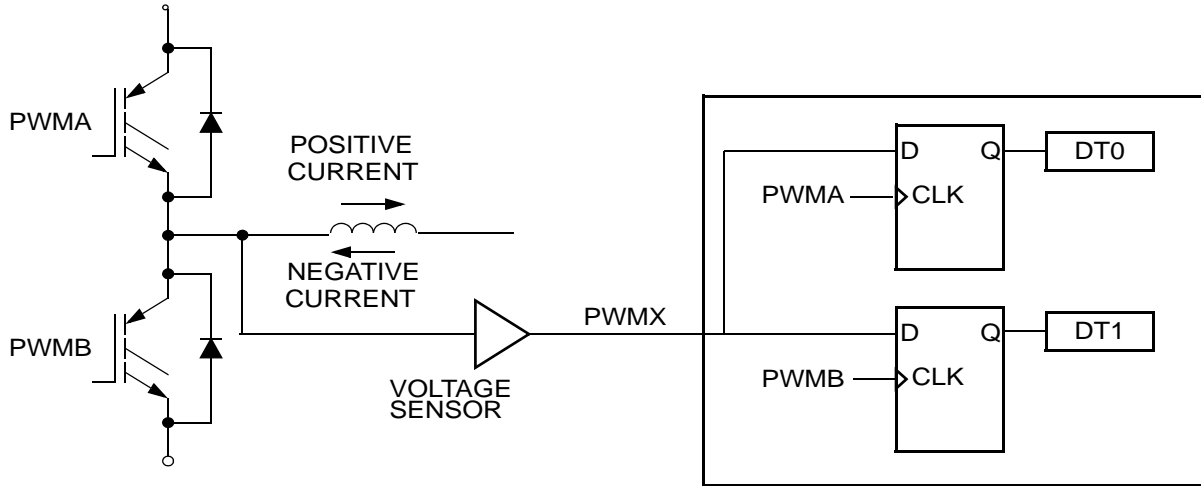 PWMA
POSITIVE
CURRENT
NEGATIVE
CURRENT
PWMB
VOLTAGE
SENSOR
PWMX
D
Q
DT0
PWMA
CLK
D
Q
DT1
PWMB
CLK